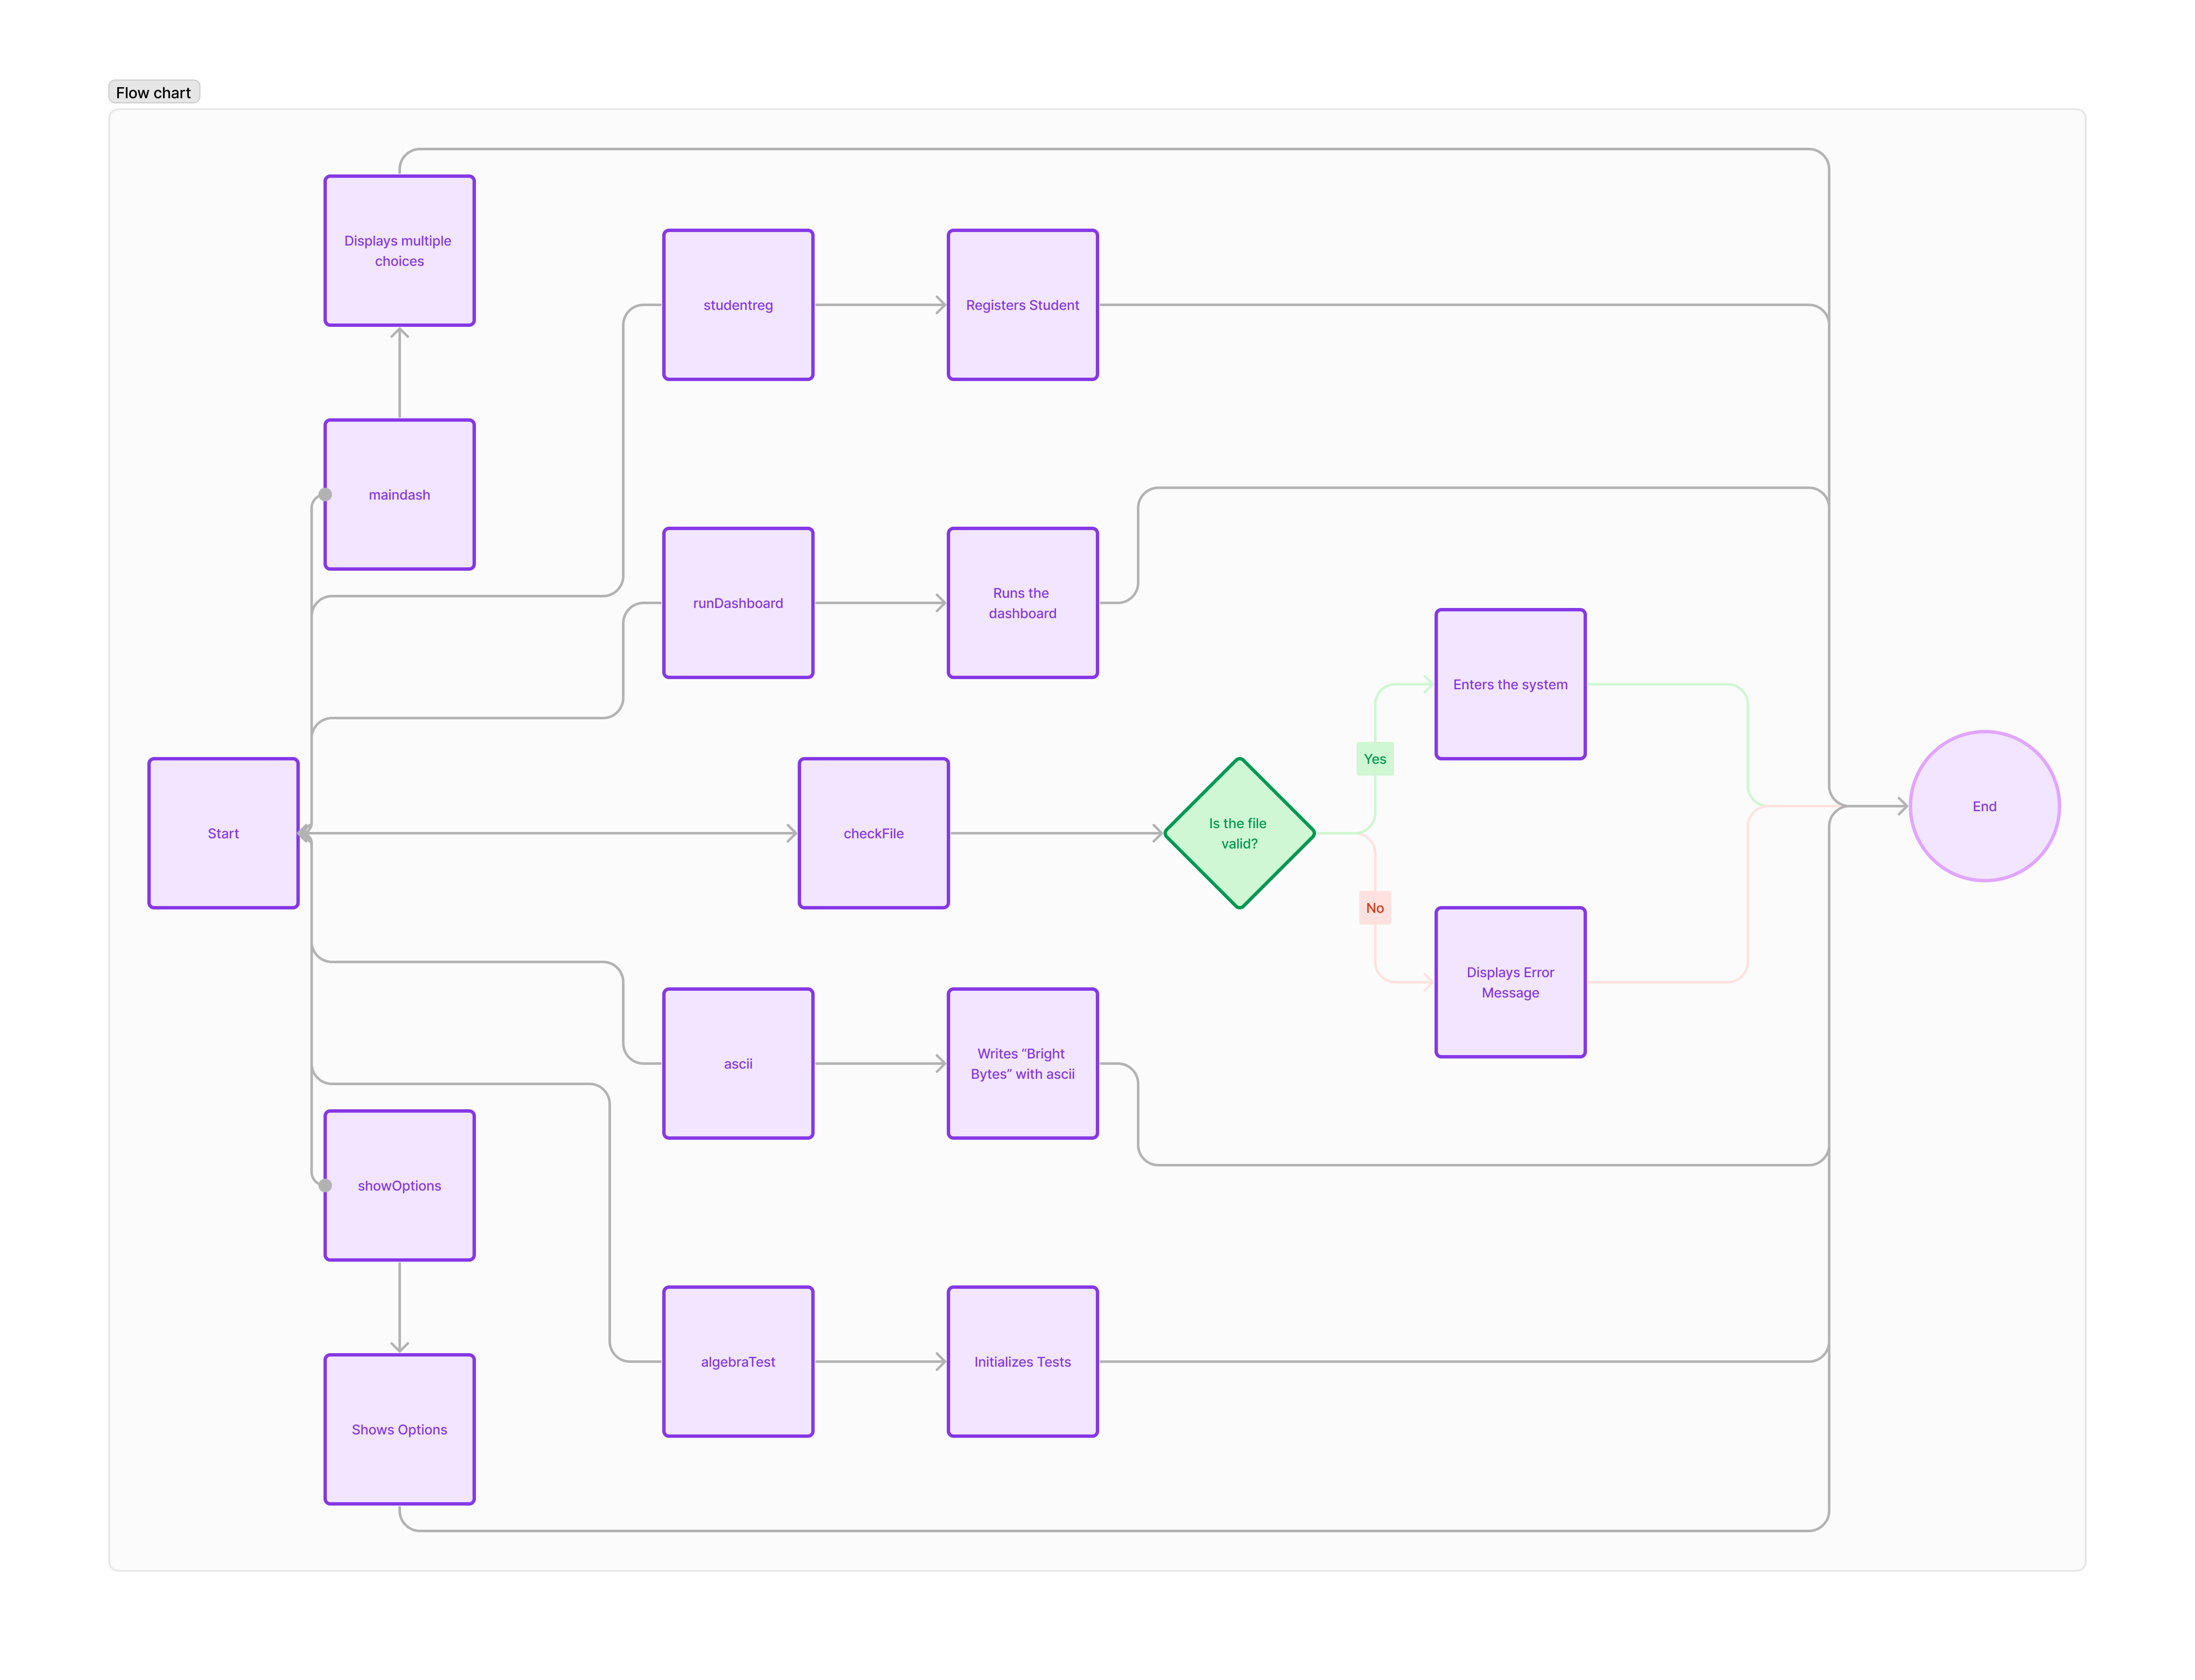 Flow chart
Displays multiple
choices
studentreg
Registers Student
maindash
runDashboard
Runs the
dashboard
Enters the system
Yes
Start
checkFile
Is the file
valid?
End
No
Displays Error
Message
ascii
Writes “Bright
Bytes” with ascii
showOptions
algebraTest
Initializes Tests
Shows Options